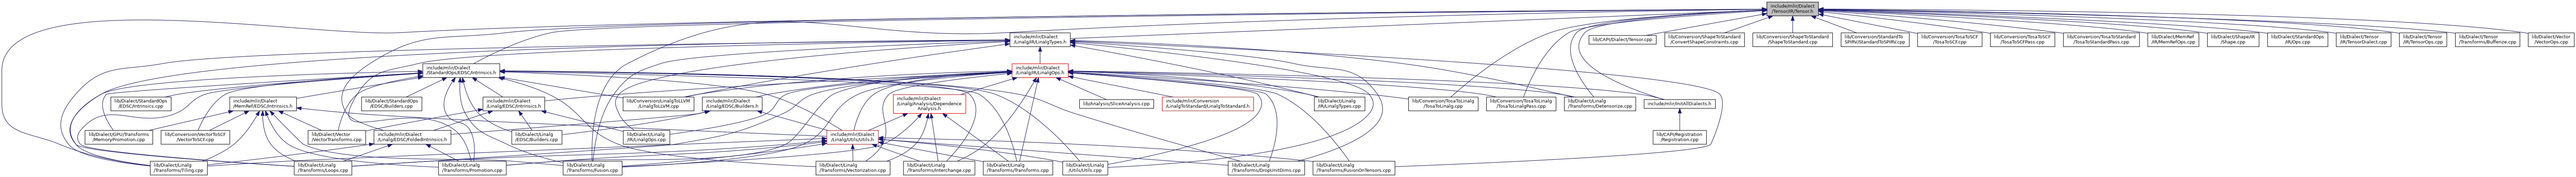 include/mlir/Dialect
/Tensor/IR/Tensor.h
include/mlir/Dialect
/Linalg/IR/LinalgTypes.h
lib/CAPI/Dialect/Tensor.cpp
lib/Conversion/ShapeToStandard
/ConvertShapeConstraints.cpp
lib/Conversion/ShapeToStandard
/ShapeToStandard.cpp
lib/Conversion/StandardTo
SPIRV/StandardToSPIRV.cpp
lib/Conversion/TosaToSCF
/TosaToSCF.cpp
lib/Conversion/TosaToSCF
/TosaToSCFPass.cpp
lib/Conversion/TosaToStandard
/TosaToStandardPass.cpp
lib/Dialect/MemRef
/IR/MemRefOps.cpp
lib/Dialect/Shape/IR
/Shape.cpp
lib/Dialect/StandardOps
/IR/Ops.cpp
lib/Dialect/Tensor
/IR/TensorDialect.cpp
lib/Dialect/Tensor
/IR/TensorOps.cpp
lib/Dialect/Tensor
/Transforms/Bufferize.cpp
lib/Dialect/Vector
/VectorOps.cpp
include/mlir/Dialect
/StandardOps/EDSC/Intrinsics.h
include/mlir/Dialect
/Linalg/IR/LinalgOps.h
lib/Dialect/StandardOps
/EDSC/Intrinsics.cpp
include/mlir/Dialect
/MemRef/EDSC/Intrinsics.h
lib/Dialect/StandardOps
/EDSC/Builders.cpp
include/mlir/Dialect
/Linalg/EDSC/Intrinsics.h
lib/Conversion/LinalgToLLVM
/LinalgToLLVM.cpp
include/mlir/Dialect
/Linalg/EDSC/Builders.h
include/mlir/Dialect
/Linalg/Analysis/Dependence
Analysis.h
lib/Analysis/SliceAnalysis.cpp
include/mlir/Conversion
/LinalgToStandard/LinalgToStandard.h
lib/Dialect/Linalg
/IR/LinalgTypes.cpp
lib/Conversion/TosaToLinalg
/TosaToLinalg.cpp
lib/Conversion/TosaToLinalg
/TosaToLinalgPass.cpp
lib/Dialect/Linalg
/Transforms/Detensorize.cpp
include/mlir/InitAllDialects.h
lib/Dialect/GPU/Transforms
/MemoryPromotion.cpp
lib/Conversion/VectorToSCF
/VectorToSCF.cpp
lib/Dialect/Vector
/VectorTransforms.cpp
include/mlir/Dialect
/Linalg/EDSC/FoldedIntrinsics.h
lib/Dialect/Linalg
/EDSC/Builders.cpp
lib/Dialect/Linalg
/IR/LinalgOps.cpp
include/mlir/Dialect
/Linalg/Utils/Utils.h
lib/CAPI/Registration
/Registration.cpp
lib/Dialect/Linalg
/Transforms/Tiling.cpp
lib/Dialect/Linalg
/Transforms/Loops.cpp
lib/Dialect/Linalg
/Transforms/Promotion.cpp
lib/Dialect/Linalg
/Transforms/Fusion.cpp
lib/Dialect/Linalg
/Transforms/Vectorization.cpp
lib/Dialect/Linalg
/Transforms/Interchange.cpp
lib/Dialect/Linalg
/Transforms/Transforms.cpp
lib/Dialect/Linalg
/Utils/Utils.cpp
lib/Dialect/Linalg
/Transforms/DropUnitDims.cpp
lib/Dialect/Linalg
/Transforms/FusionOnTensors.cpp